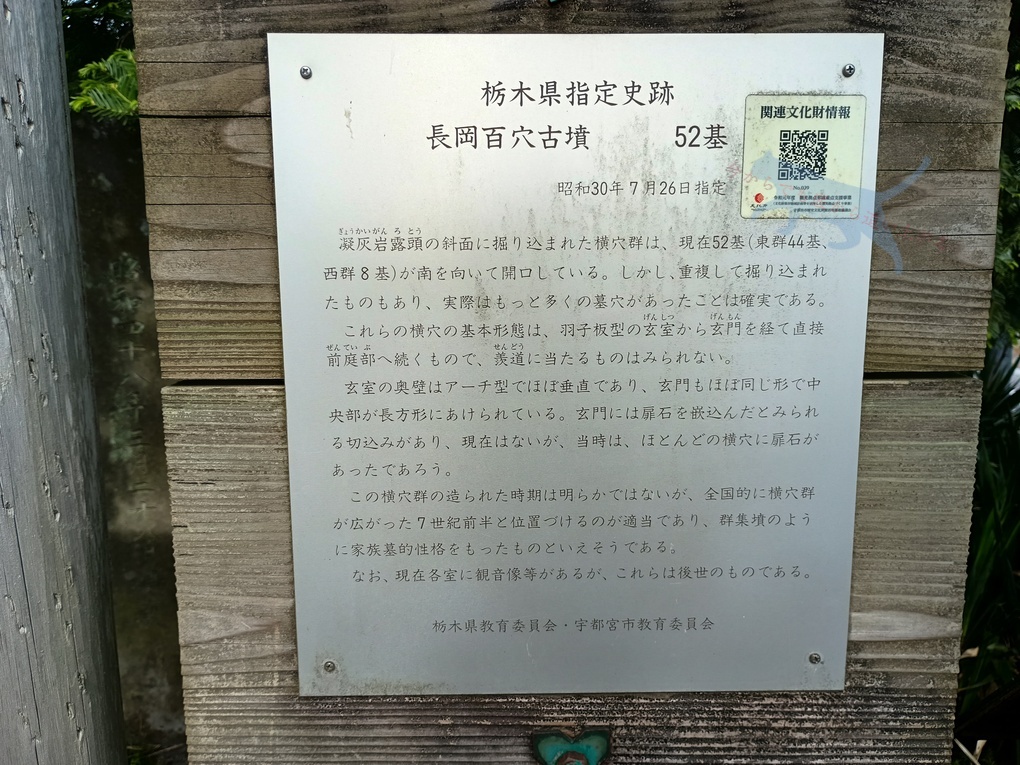 栃木県指定史跡
長岡百穴古墳　52基
関連文化財情報
No.039
昭和30年7月26日指定
ぎょうかいがん ろ とう
凝灰岩露頭の斜面に掘り込まれた横穴群は、現在52基(東群44基、
西群8基)が南を向いて開口している。しかし、重複して掘り込まれ
たものもあり、実際はもっと多くの墓穴があったことは確実である。
げんしつ げんもん
これらの横穴の基本形態は、羽子板型の玄室から玄門を経て直接
ぜんてい ぶ せんどう
前庭部へ続くもので、羨道に当たるものはみられない。
玄室の奥壁はアーチ型でほぼ垂直であり、玄門もほぼ同じ形で中
央部が長方形にあけられている。玄門には扉石を嵌込んだとみられ
る切込みがあり、現在はないが、当時は、ほとんどの横穴に扉石が
あったであろう。
この横穴群の造られた時期は明らかではないが、全国的に横穴群
が広がった7世紀前半と位置づけるのが適当であり、群集墳のよう
に家族墓的性格をもったものといえそうである。
なお、現在各室に観音像等があるが、これらは後世のものである。
栃木県教育委員会・宇都宮市教育委員会